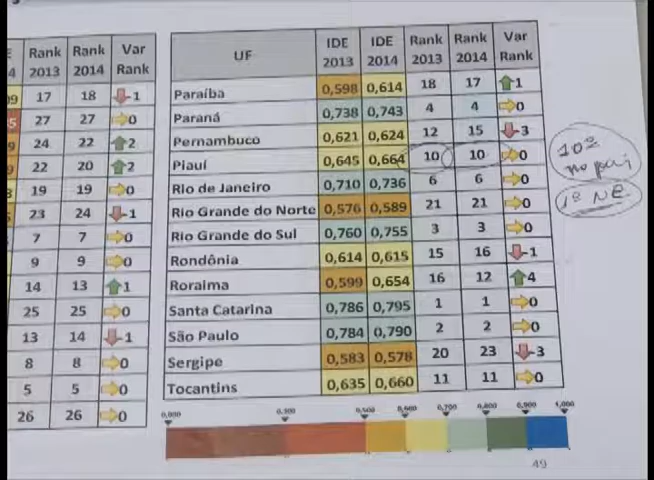 Rank 2013 Rank 2014 Var Rank
17 18 -1
27 27 0
24 22 2
22 20 2
19 19 0
23 24 -1
7 7 0
9 9 0
14 13 1
25 25 0
13 14 -1
8 8 0
5 5 0
26 26 0
UF IDE 2013 IDE 2014 Rank 2013 Rank 2014 Var Rank
Paraíba 0,598 0,614 18 17 1
Paraná 0,738 0,743 4 4 0
Pernambuco 0,621 0,624 12 15 -3
Piauí 0,645 0,664 10 10 0
Rio de Janeiro 0,710 0,736 6 6 0
Rio Grande do Norte 0,576 0,589 21 21 0
Rio Grande do Sul 0,760 0,755 3 3 0
Rondônia 0,614 0,615 15 16 -1
Roraima 0,599 0,654 16 12 4
Santa Catarina 0,786 0,795 1 1 0
São Paulo 0,784 0,790 2 2 0
Sergipe 0,583 0,578 20 23 -3
Tocantins 0,635 0,660 11 11 0
10º
no país
1º NE
0,000 0,300 0,500 0,600 0,700 0,800 0,900 1,000
49